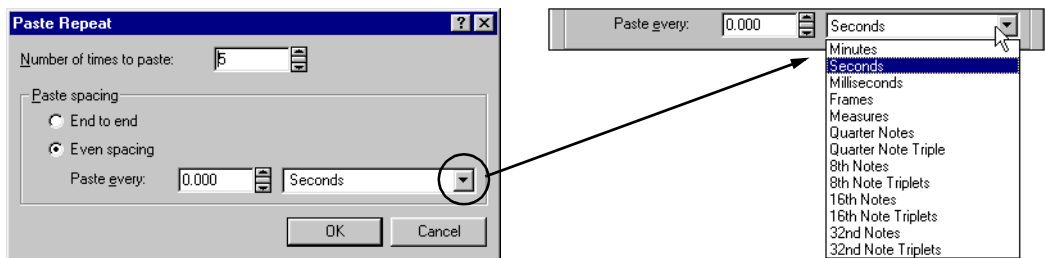 Paste Repeat
Number of times to paste: 5
Paste spacing
End to end
Even spacing
Paste every: 0.000 Seconds
OK Cancel
Paste every: 0.000 Seconds
Minutes
Seconds
Milliseconds
Frames
Measures
Quarter Notes
Quarter Note Triple
8th Notes
8th Note Triplets
16th Notes
16th Note Triplets
32nd Notes
32nd Note Triplets